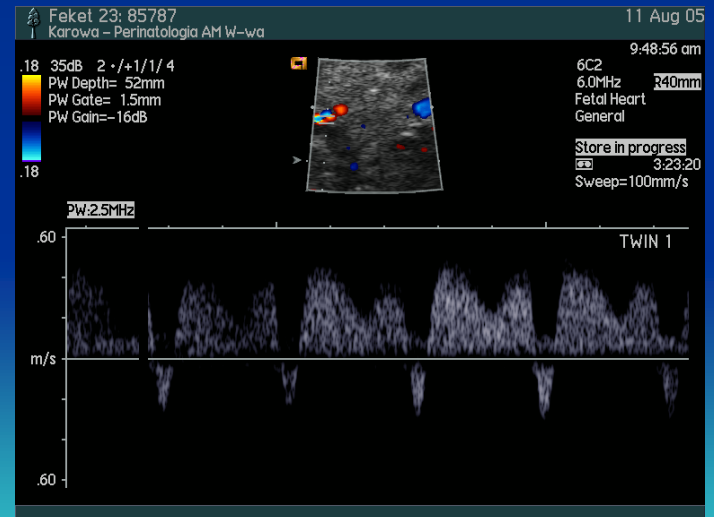 Feket 23: 85787
11 Aug 05
Karowa - Perinatologia AM W-wa
9:48:56 am
.18 35dB 2 •/+1/1/ 4
PW Depth= 52mm
PW Gate= 1.5mm
PW Gain=-16dB
.18
6C2
6.0MHz R40mm
Fetal Heart
General
Store in progress
3:23:20
Sweep=100mm/s
PW:2.5MHz
.60
TWIN 1
m/s
.60